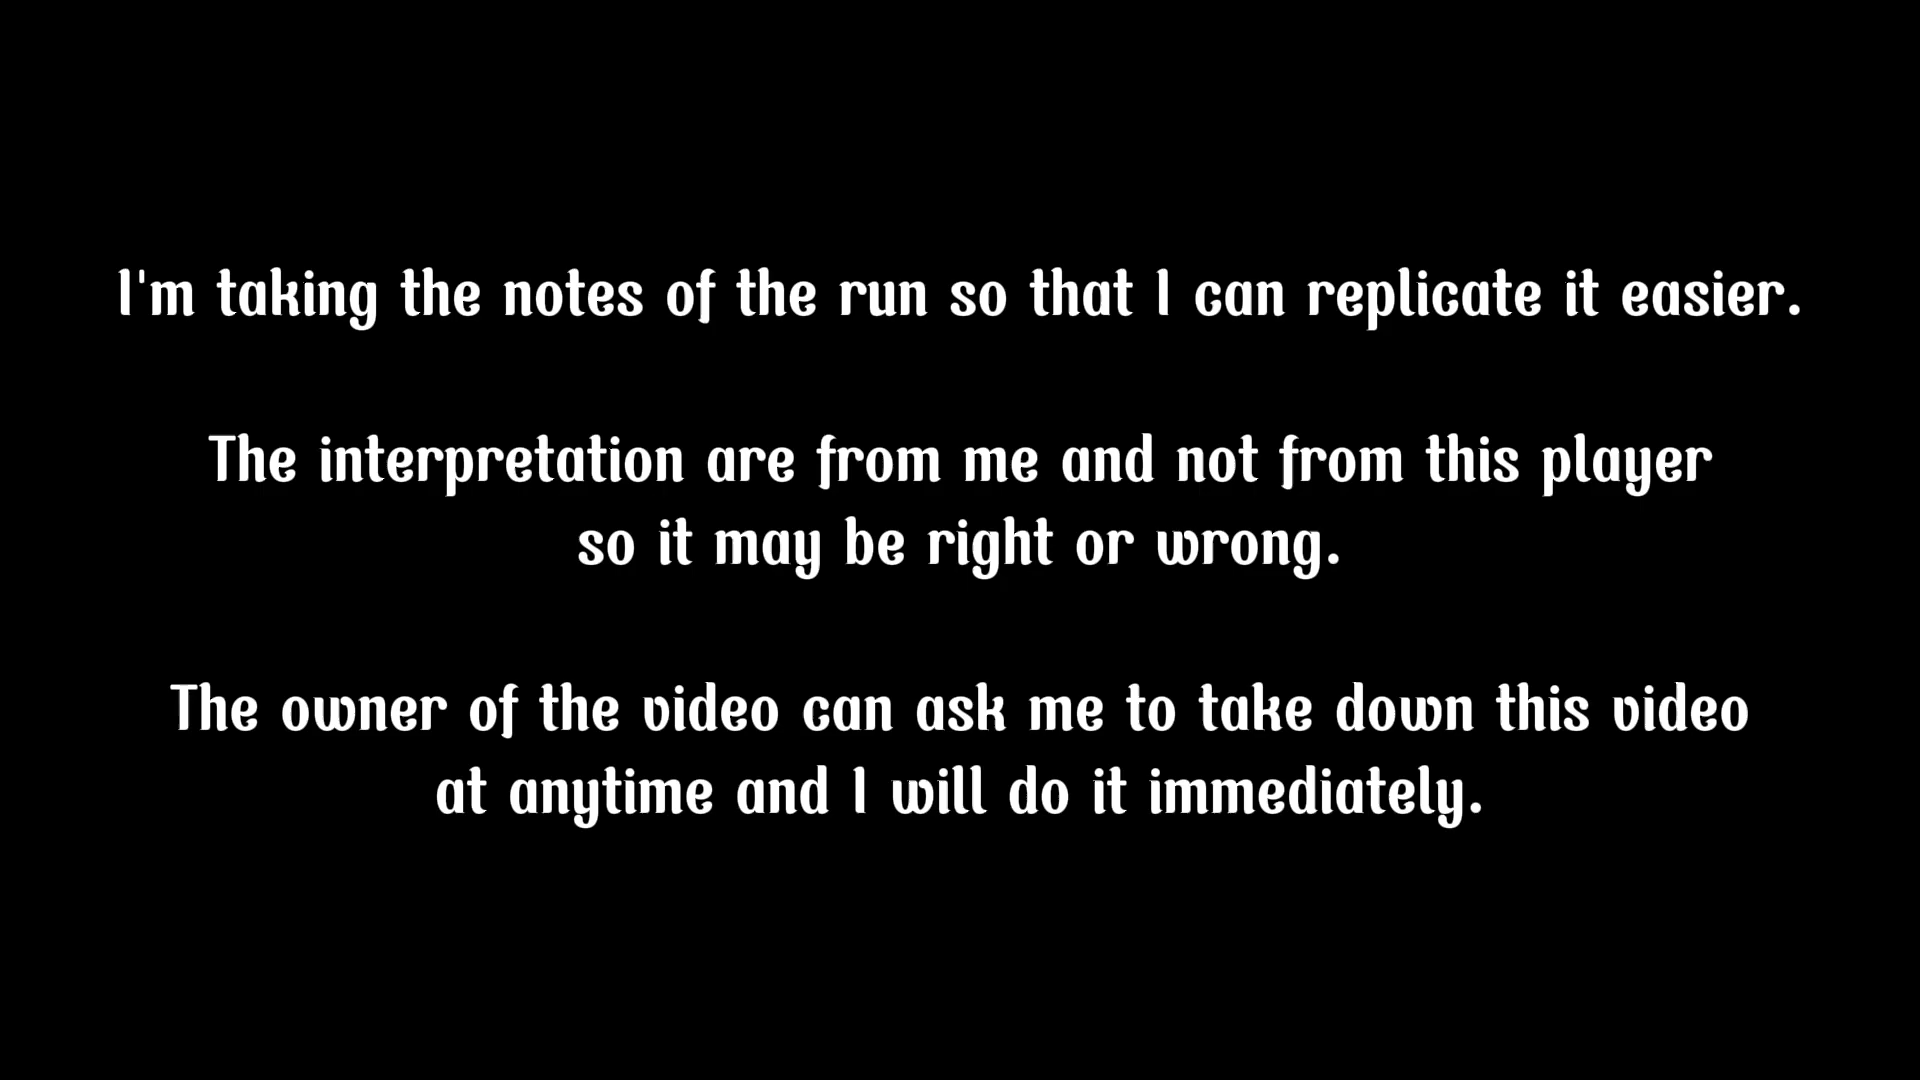 I'm taking the notes of the run so that I can replicate it easier.
The interpretation are from me and not from this player
so it may be right or wrong.
The owner of the video can ask me to take down this video
at anytime and I will do it immediately.